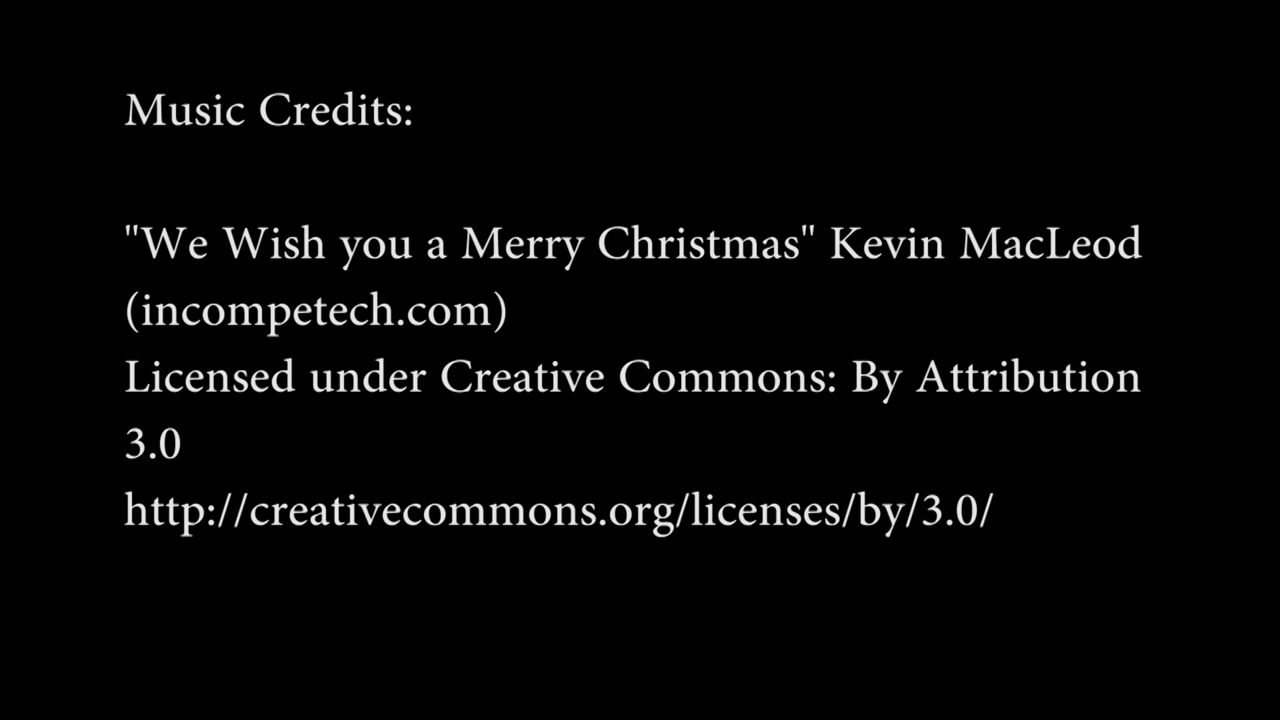 Music Credits:
"We Wish you a Merry Christmas" Kevin MacLeod
(incompetech.com)
Licensed under Creative Commons: By Attribution
3.0
http://creativecommons.org/licenses/by/3.0/